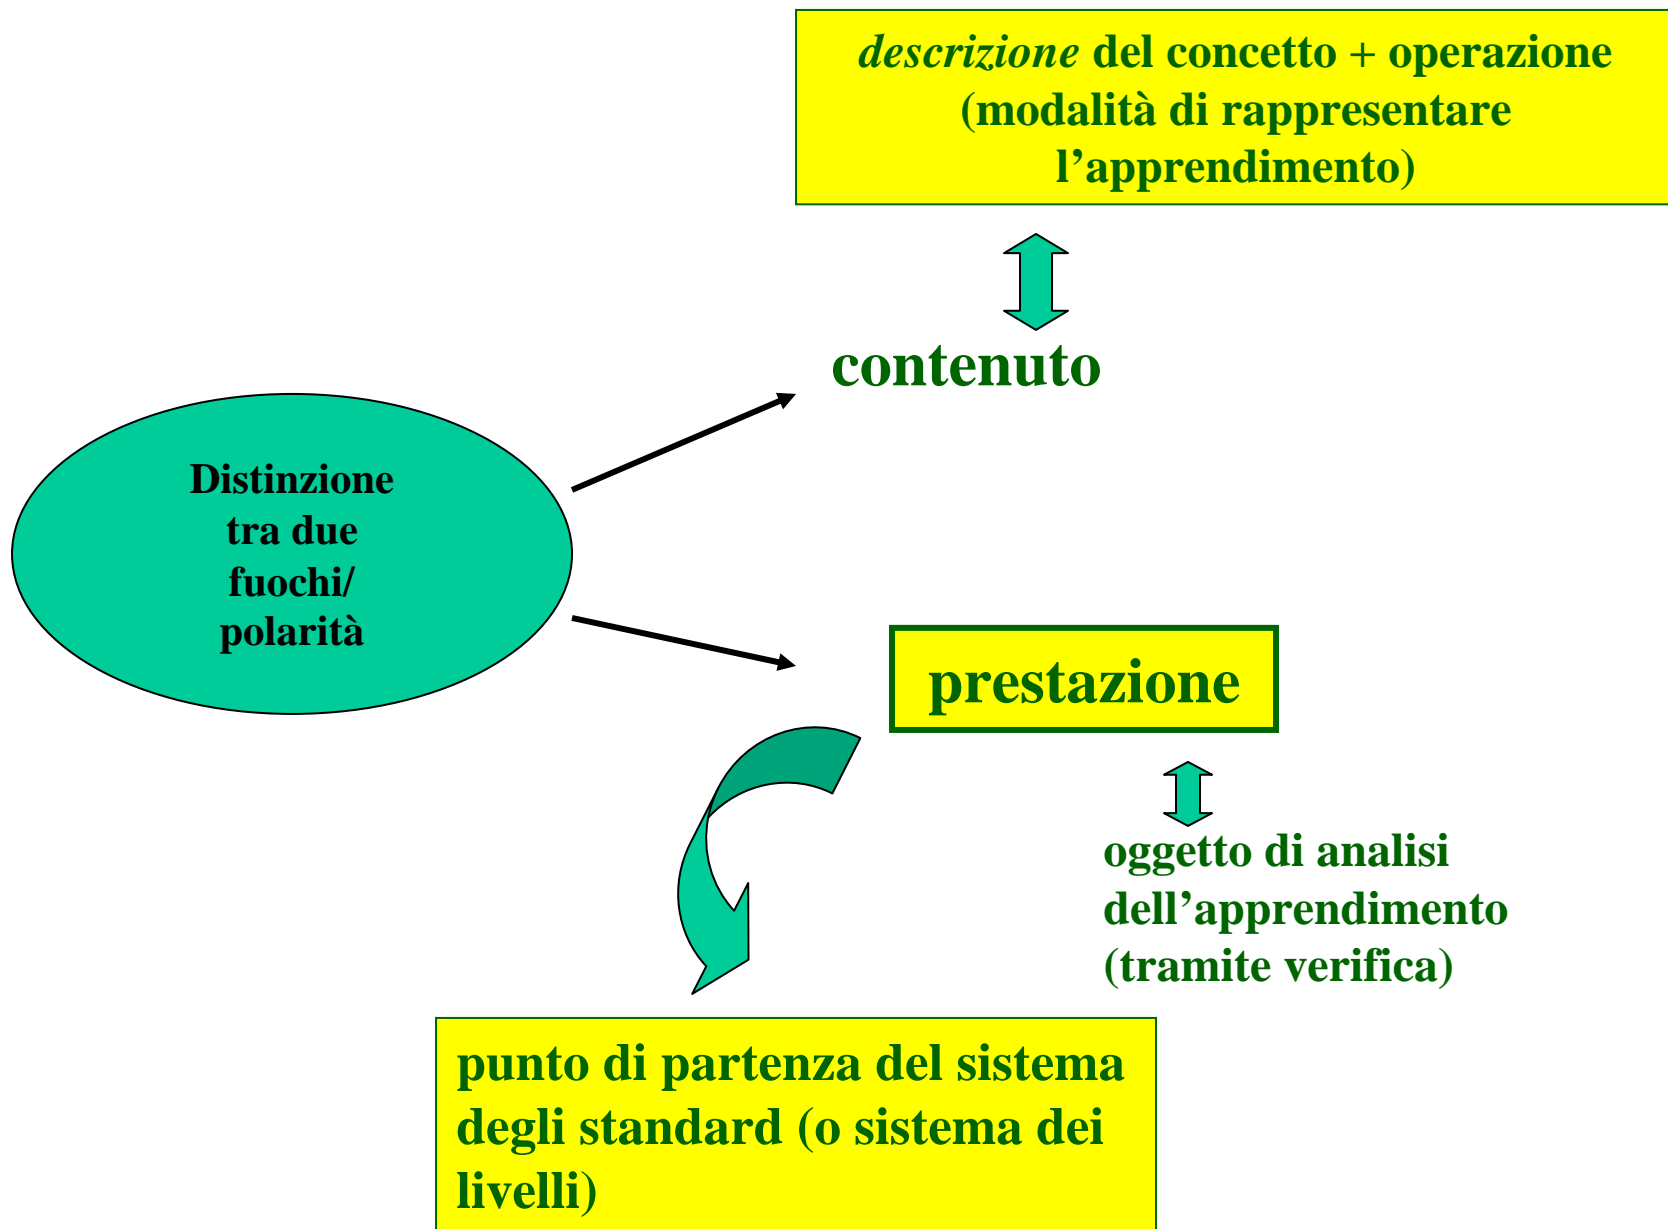 descrizione del concetto + operazione
(modalità di rappresentare
l’apprendimento)
contenuto
Distinzione
tra due
fuochi/
polarità
prestazione
oggetto di analisi
dell’apprendimento
(tramite verifica)
punto di partenza del sistema
degli standard (o sistema dei
livelli)